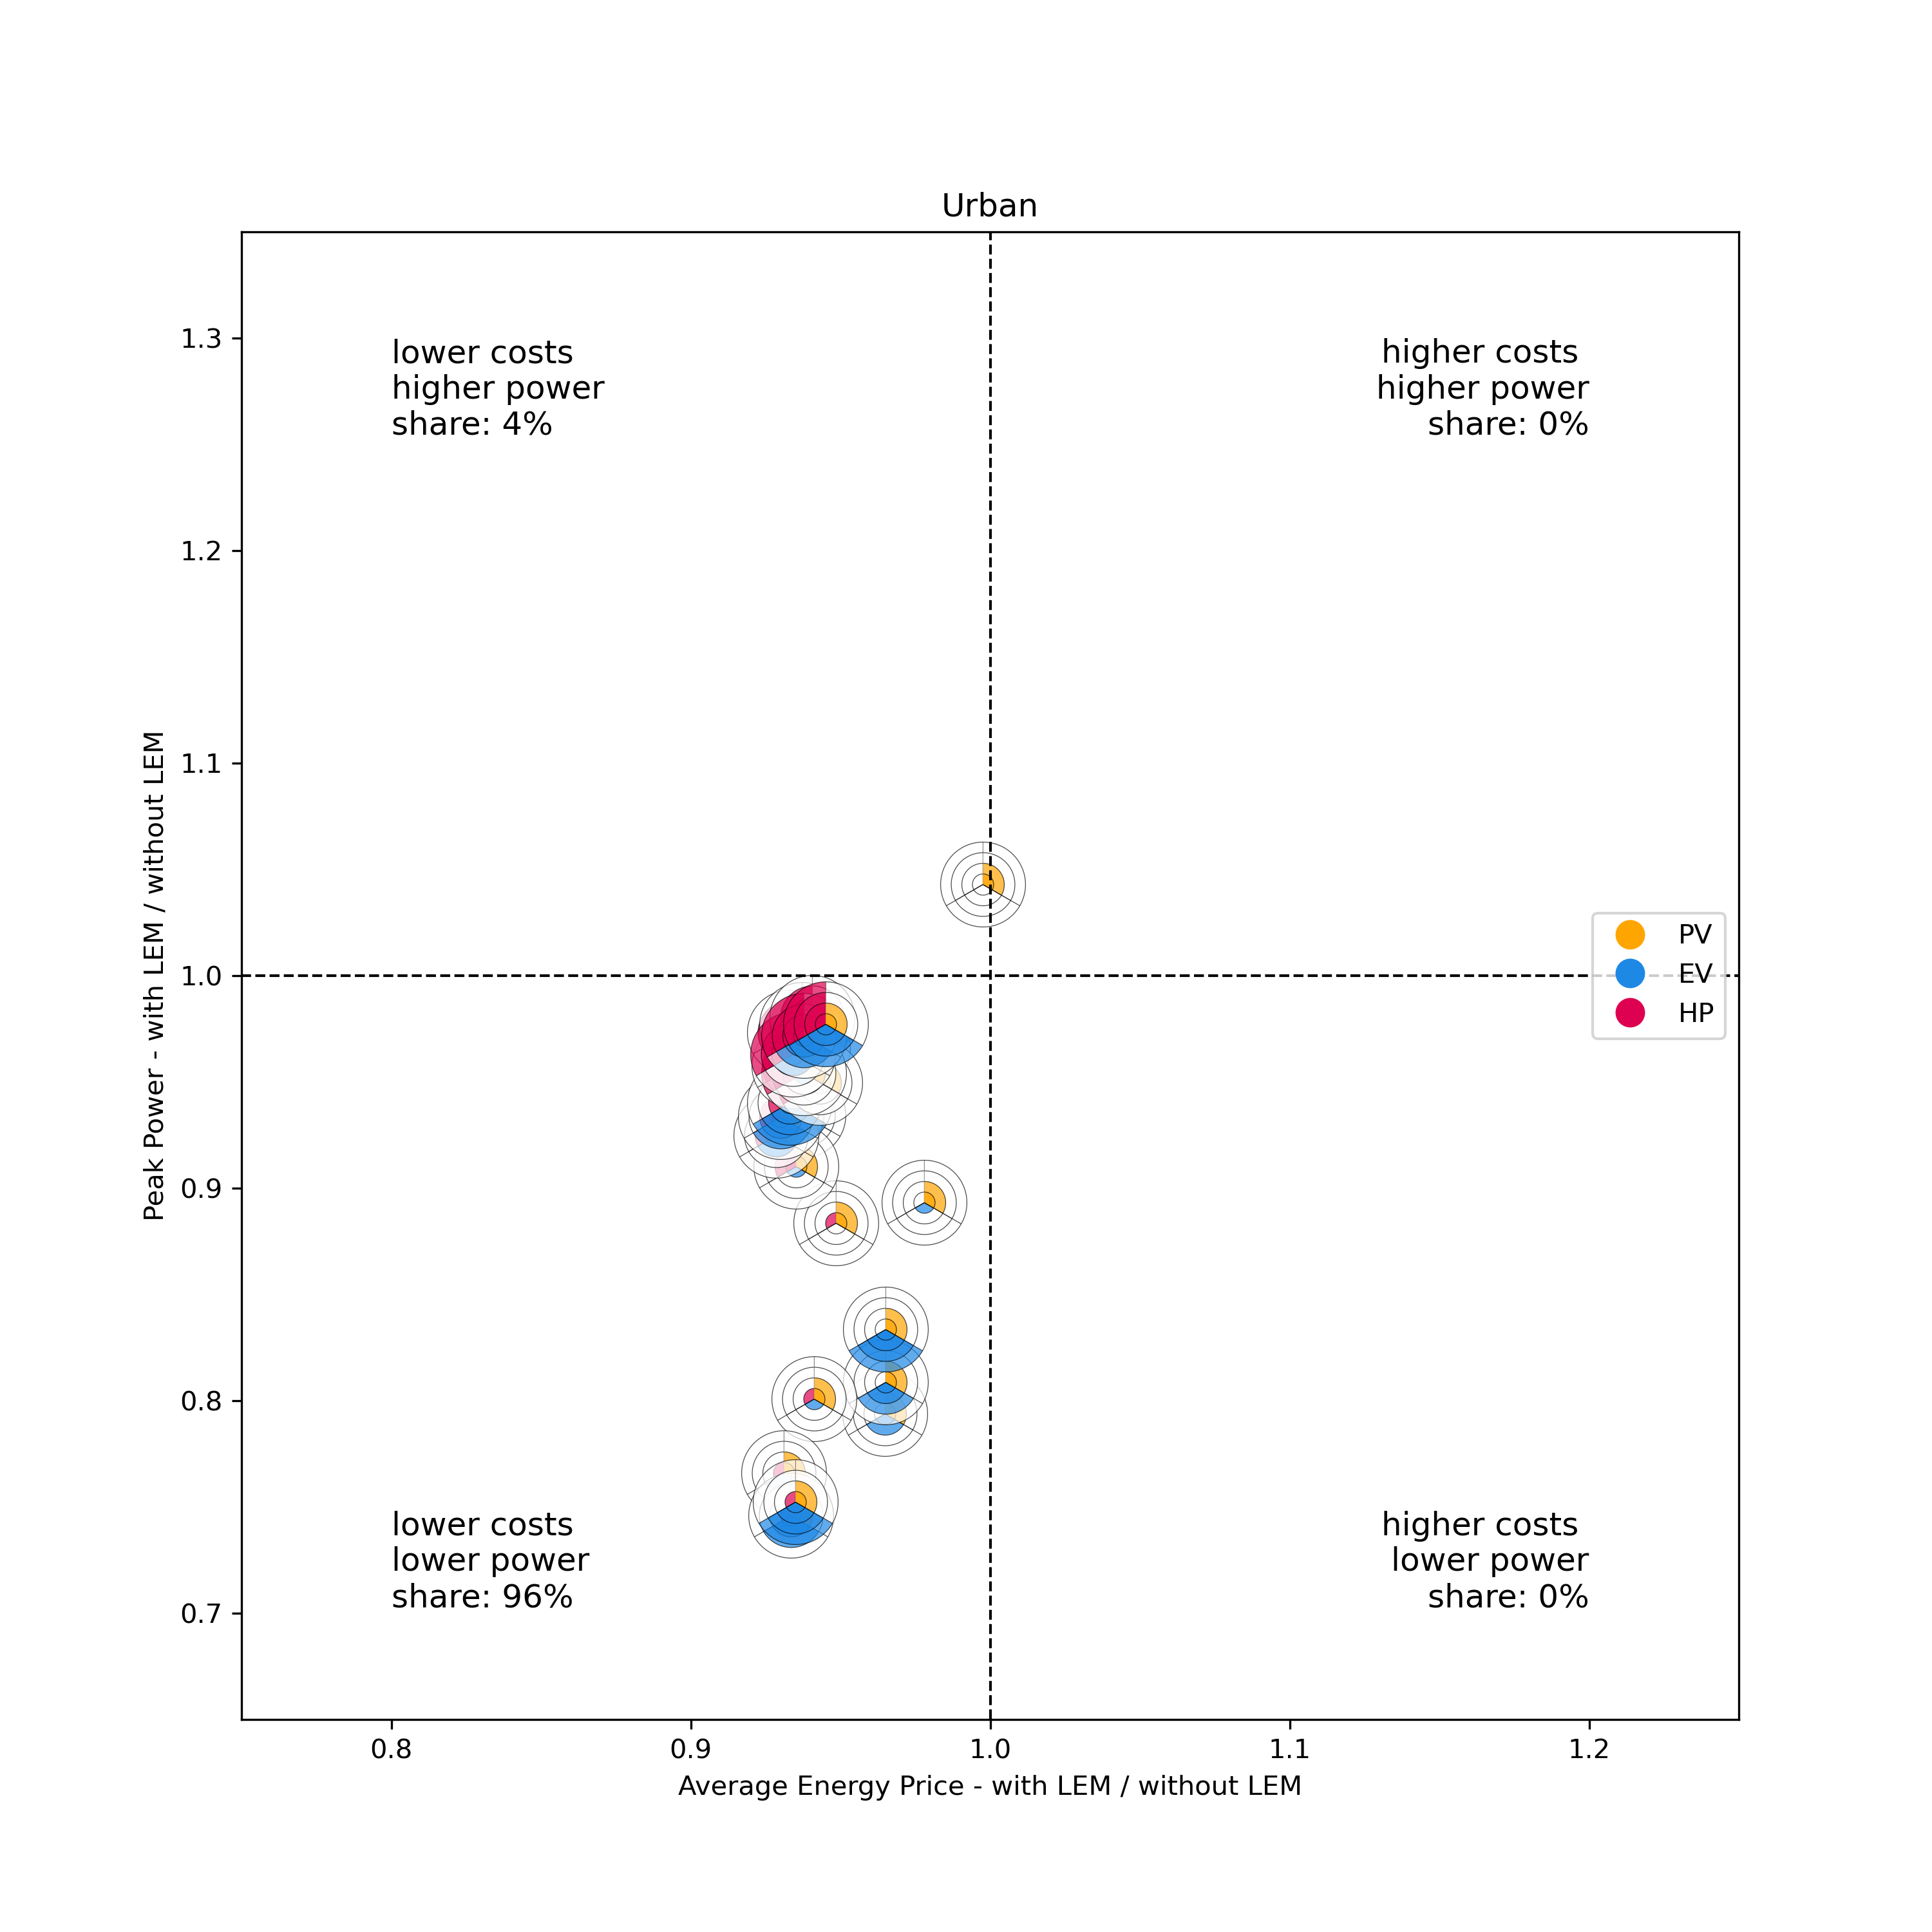 Urban
lower costs
higher power
share: 4%
higher costs
higher power
share: 0%
1.3
1.2
1.1
1.0
0.9
0.8
0.7
Peak Power - with LEM / without LEM
PV
EV
HP
lower costs
lower power
share: 96%
higher costs
lower power
share: 0%
0.8
0.9
1.0
1.1
1.2
Average Energy Price - with LEM / without LEM